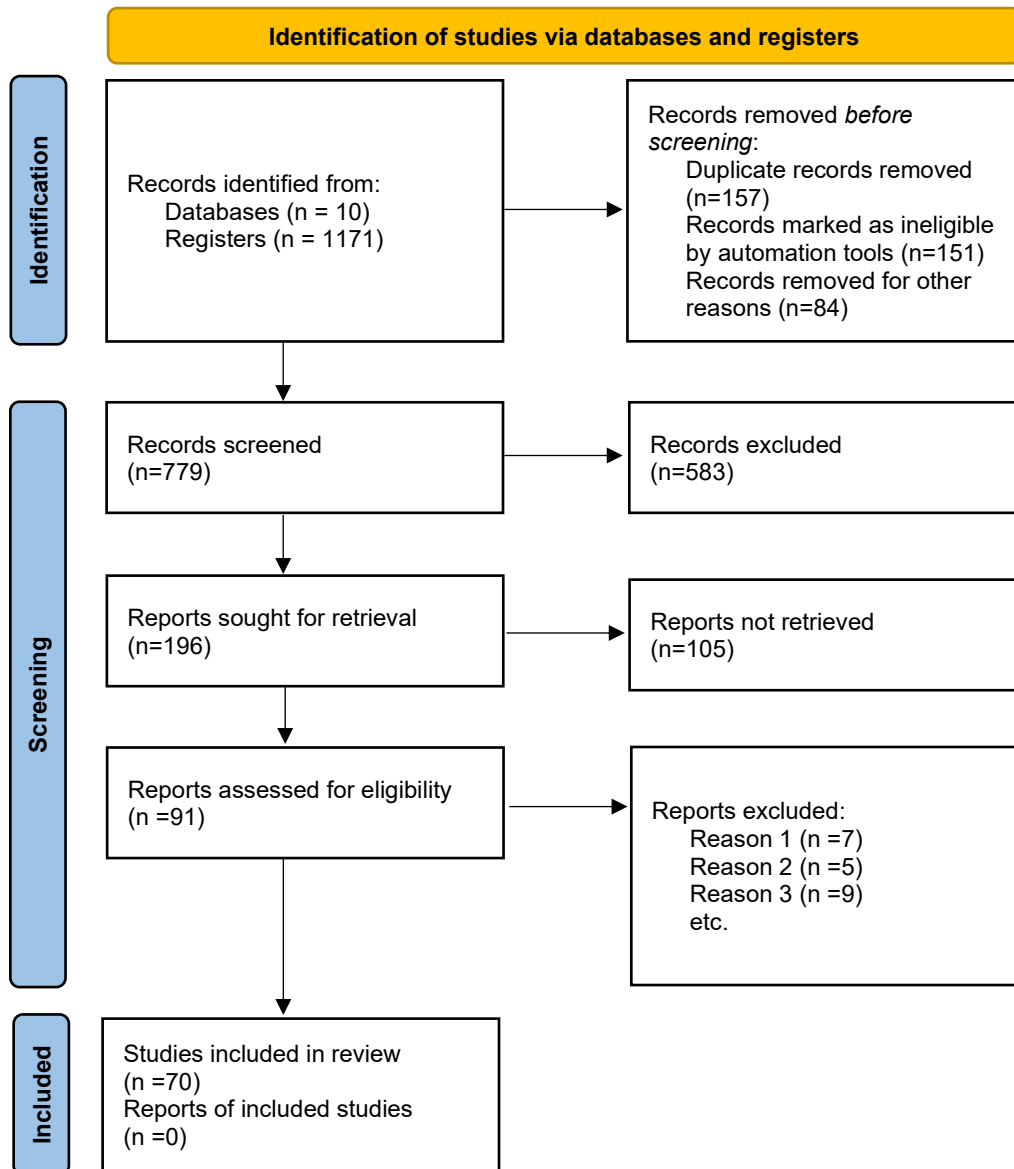 Identification of studies via databases and registers
Identification
Records identified from:
Databases (n = 10)
Registers (n = 1171)
Records removed before
screening:
Duplicate records removed
(n=157)
Records marked as ineligible
by automation tools (n=151)
Records removed for other
reasons (n=84)
Screening
Records screened
(n=779)
Records excluded
(n=583)
Reports sought for retrieval
(n=196)
Reports not retrieved
(n=105)
Reports assessed for eligibility
(n =91)
Reports excluded:
Reason 1 (n =7)
Reason 2 (n =5)
Reason 3 (n =9)
etc.
Included
Studies included in review
(n =70)
Reports of included studies
(n =0)